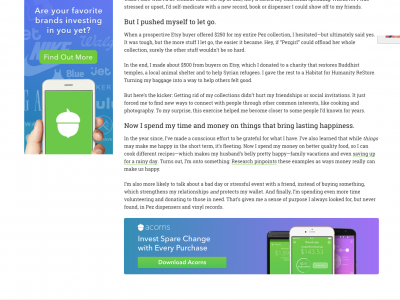 Are your favorite
brands investing
in you yet?
Find Out More
stressed or upset, I'd self-medicate with a new record, book or dispenser I could show off to my friends.
But I pushed myself to let go.
When a prospective Etsy buyer offered $280 for my entire Pez collection, I hesitated—but ultimately said yes.
It was tough, but the more stuff I let go, the easier it became. Hey, if "Pezgirl" could offload her whole
collection, surely the other stuff wouldn't be so hard.
In the end, I made about $500 from buyers on Etsy, which I donated to a charity that restores Buddhist
temples, a local animal shelter and to help Syrian refugees. I gave the rest to a Habitat for Humanity ReStore.
Turning my baggage into a way to help others felt good.
But here's the kicker: Getting rid of my collections didn't hurt my friendships or social invitations. It just
forced me to find new ways to connect with people through other common interests, like cooking and
photography. To my surprise, this exercise helped me become closer to some people I'd known for years.
Now I spend my time and money on things that bring lasting happiness.
In the year since, I've made a conscious effort to be grateful for what I have. I've also learned that while things
may make me happy in the short term, it's fleeting. Now I spend my money on better quality food, so I can
cook different recipes—which makes my husband's belly pretty happy—family vacations and even saving up
for a rainy day. Turns out, I'm onto something. Research pinpoints these examples as ways money really can
make us happy.
I'm also more likely to talk about a bad day or stressful event with a friend, instead of buying something,
which strengthens my relationships and protects my wallet. And finally, I'm spending even more time
volunteering and donating to those in need. That's given me a sense of purpose I always looked for, but never
found, in Pez dispensers and vinyl records.
acorns
Invest Spare Change
with Every Purchase
Download Acorns